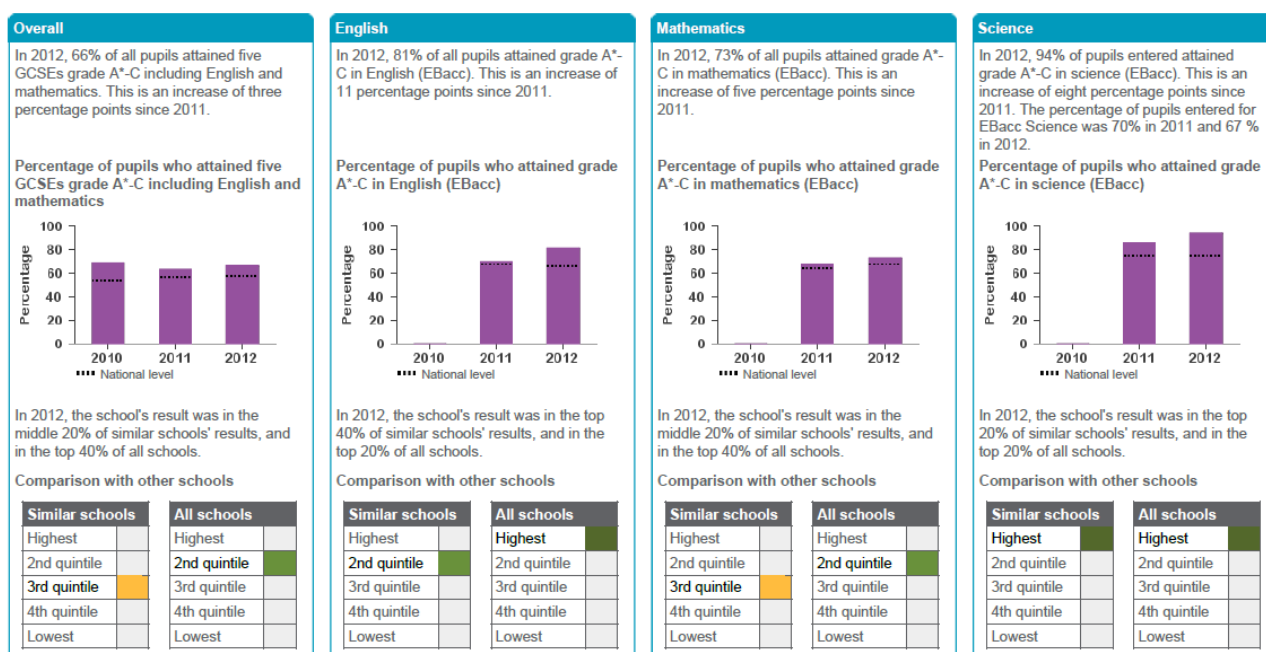 Overall
In 2012, 66% of all pupils attained five
GCSEs grade A*-C including English and
mathematics. This is an increase of three
percentage points since 2011.
Percentage of pupils who attained five
GCSEs grade A*-C including English and
mathematics
100
80
60
40
20
0
Percentage
2010 2011 2012
National level
In 2012, the school's result was in the
middle 20% of similar schools' results, and
in the top 40% of all schools.
Comparison with other schools
Similar schools All schools
Highest Highest
2nd quintile 2nd quintile
3rd quintile 3rd quintile
4th quintile 4th quintile
Lowest Lowest
English
In 2012, 81% of all pupils attained grade A*-
C in English (EBacc). This is an increase of
11 percentage points since 2011.
Percentage of pupils who attained grade
A*-C in English (EBacc)
100
80
60
40
20
0
Percentage
2010 2011 2012
National level
In 2012, the school's result was in the top
40% of similar schools' results, and in the
top 20% of all schools.
Comparison with other schools
Similar schools All schools
Highest Highest
2nd quintile 2nd quintile
3rd quintile 3rd quintile
4th quintile 4th quintile
Lowest Lowest
Mathematics
In 2012, 73% of all pupils attained grade A*-
C in mathematics (EBacc). This is an
increase of five percentage points since
2011.
Percentage of pupils who attained grade
A*-C in mathematics (EBacc)
100
80
60
40
20
0
Percentage
2010 2011 2012
National level
In 2012, the school's result was in the
middle 20% of similar schools' results, and
in the top 40% of all schools.
Comparison with other schools
Similar schools All schools
Highest Highest
2nd quintile 2nd quintile
3rd quintile 3rd quintile
4th quintile 4th quintile
Lowest Lowest
Science
In 2012, 94% of pupils entered attained
grade A*-C in science (EBacc). This is an
increase of eight percentage points since
2011. The percentage of pupils entered for
EBacc Science was 70% in 2011 and 67 %
in 2012.
Percentage of pupils who attained grade
A*-C in science (EBacc)
100
80
60
40
20
0
Percentage
2010 2011 2012
National level
In 2012, the school's result was in the top
20% of similar schools' results, and in the
top 20% of all schools.
Comparison with other schools
Similar schools All schools
Highest Highest
2nd quintile 2nd quintile
3rd quintile 3rd quintile
4th quintile 4th quintile
Lowest Lowest